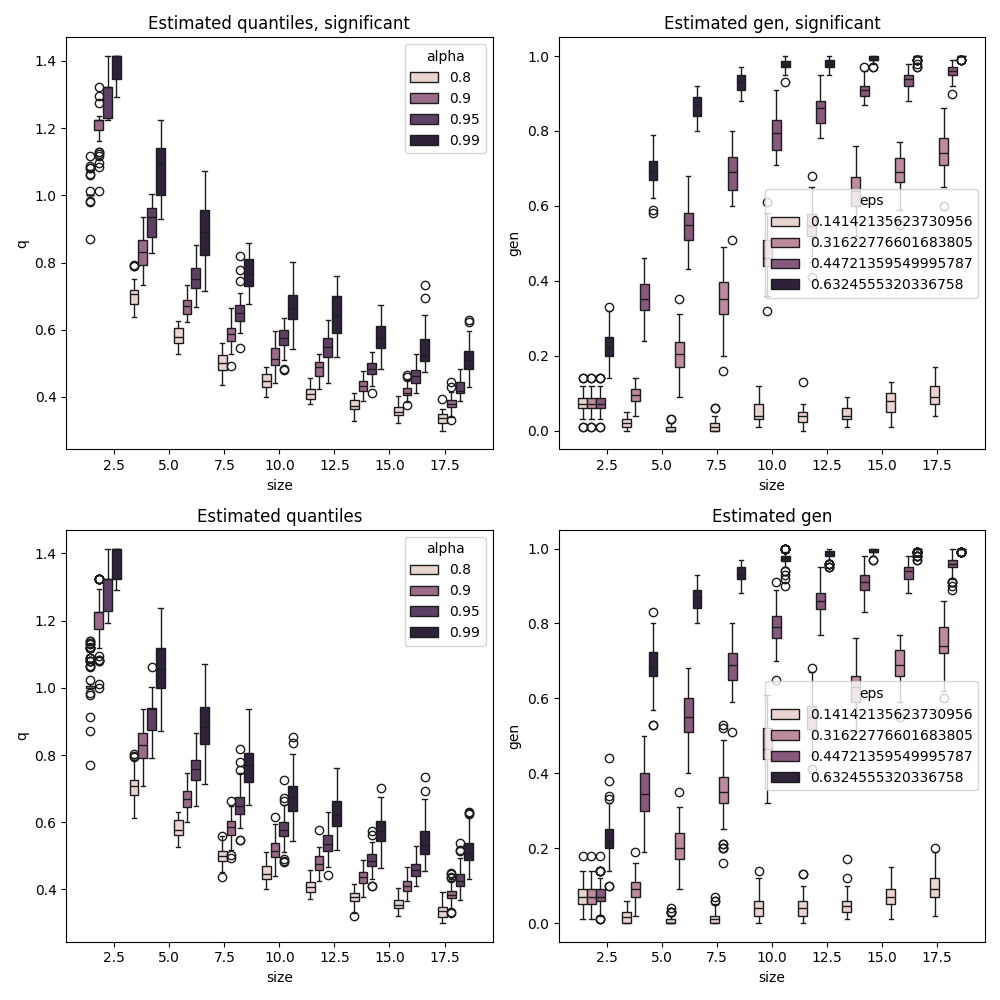 Estimated quantiles, significant
q
1.4
1.2
1.0
0.8
0.6
0.4
alpha
0.8
0.9
0.95
0.99
2.5 5.0 7.5 10.0 12.5 15.0 17.5
size
Estimated gen, significant
gen
1.0
0.8
0.6
0.4
0.2
0.0
eps
0.14142135623730956
0.31622776601683805
0.44721359549995787
0.6324555320336758
2.5 5.0 7.5 10.0 12.5 15.0 17.5
size
Estimated quantiles
q
1.4
1.2
1.0
0.8
0.6
0.4
alpha
0.8
0.9
0.95
0.99
2.5 5.0 7.5 10.0 12.5 15.0 17.5
size
Estimated gen
gen
1.0
0.8
0.6
0.4
0.2
0.0
eps
0.14142135623730956
0.31622776601683805
0.44721359549995787
0.6324555320336758
2.5 5.0 7.5 10.0 12.5 15.0 17.5
size